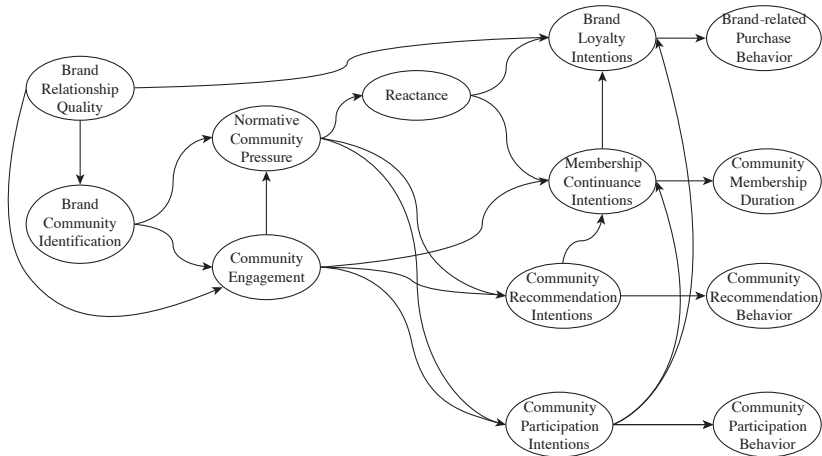 Brand
Relationship
Quality
Brand
Community
Identification
Normative
Community
Pressure
Community
Engagement
Reactance
Brand
Loyalty
Intentions
Membership
Continuance
Intentions
Community
Recommendation
Intentions
Community
Participation
Intentions
Brand-related
Purchase
Behavior
Community
Membership
Duration
Community
Recommendation
Behavior
Community
Participation
Behavior